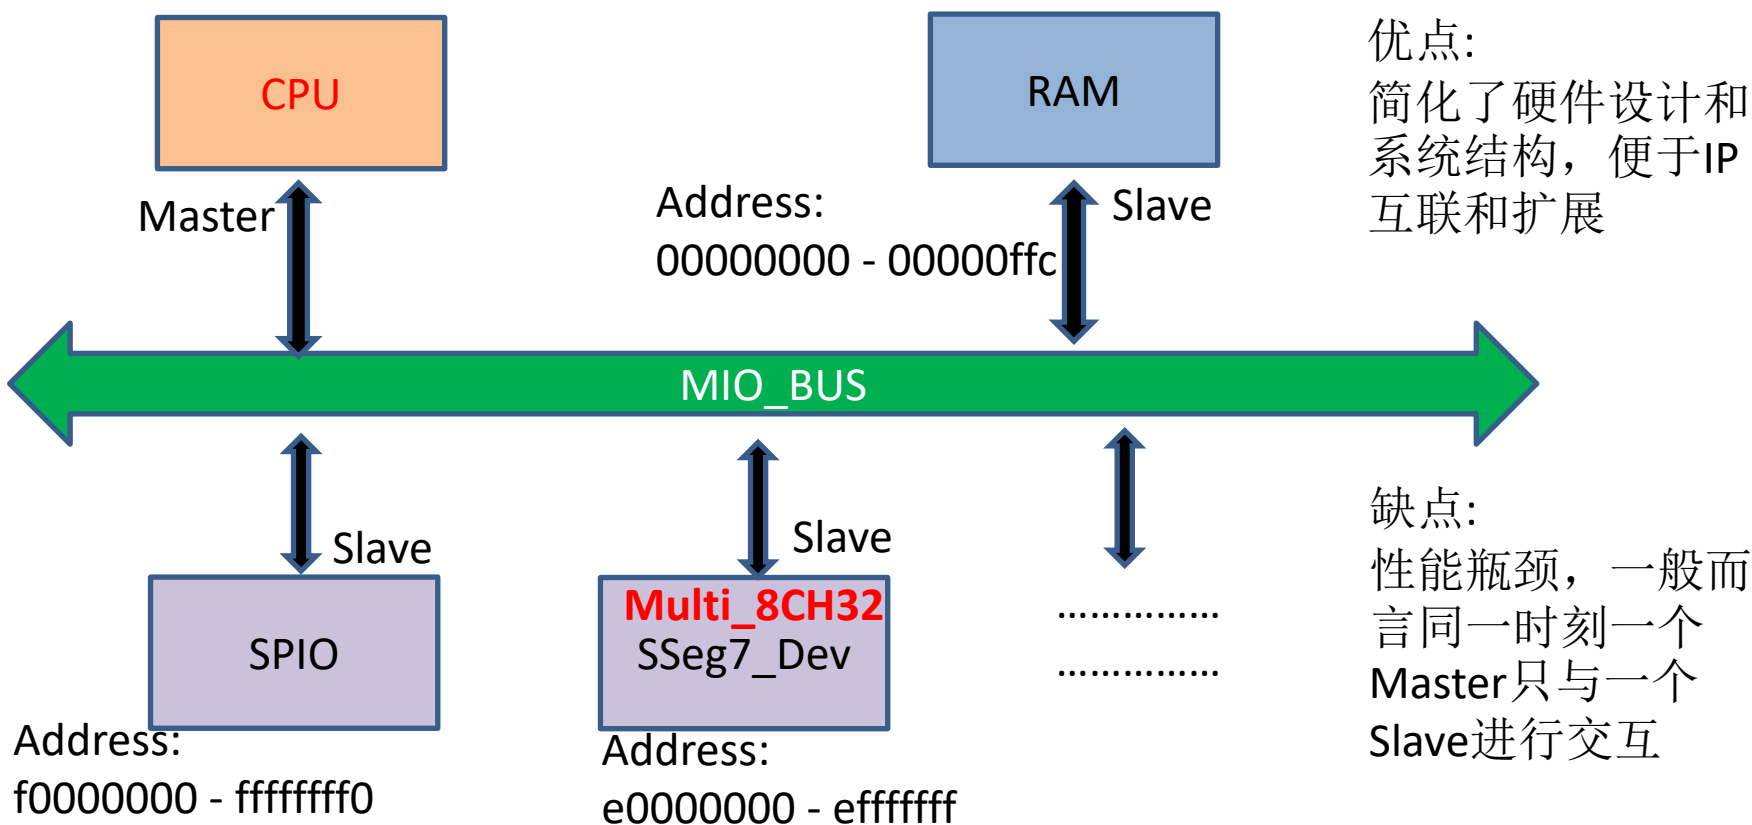 CPU
RAM
优点:
简化了硬件设计和
系统结构，便于IP
互联和扩展
Master
Address:
00000000 - 00000ffc
Slave
MIO_BUS
Slave
Slave
缺点:
性能瓶颈，一般而
言同一时刻一个
Master只与一个
Slave进行交互
SPIO
Multi_8CH32
SSeg7_Dev
……………
……………
Address:
f0000000 - ffffffff0
Address:
e0000000 - efffffff